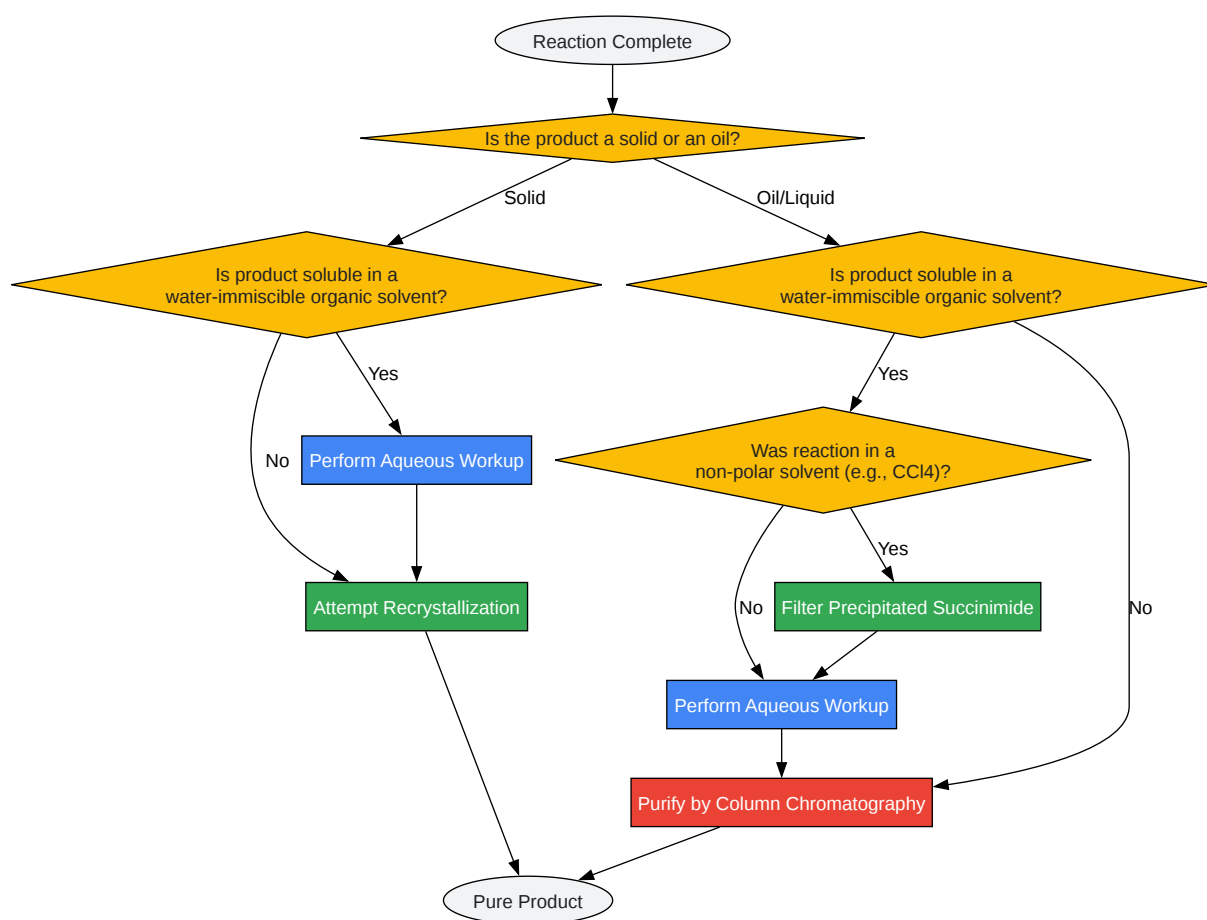 Reaction Complete
Is the product a solid or an oil?
Solid
Oil/Liquid
Is product soluble in a
water-immiscible organic solvent?
Is product soluble in a
water-immiscible organic solvent?
Yes
Yes
No
Perform Aqueous Workup
Was reaction in a
non-polar solvent (e.g., CCl4)?
Yes
Attempt Recrystallization
No
Filter Precipitated Succinimide
No
Perform Aqueous Workup
Purify by Column Chromatography
Pure Product